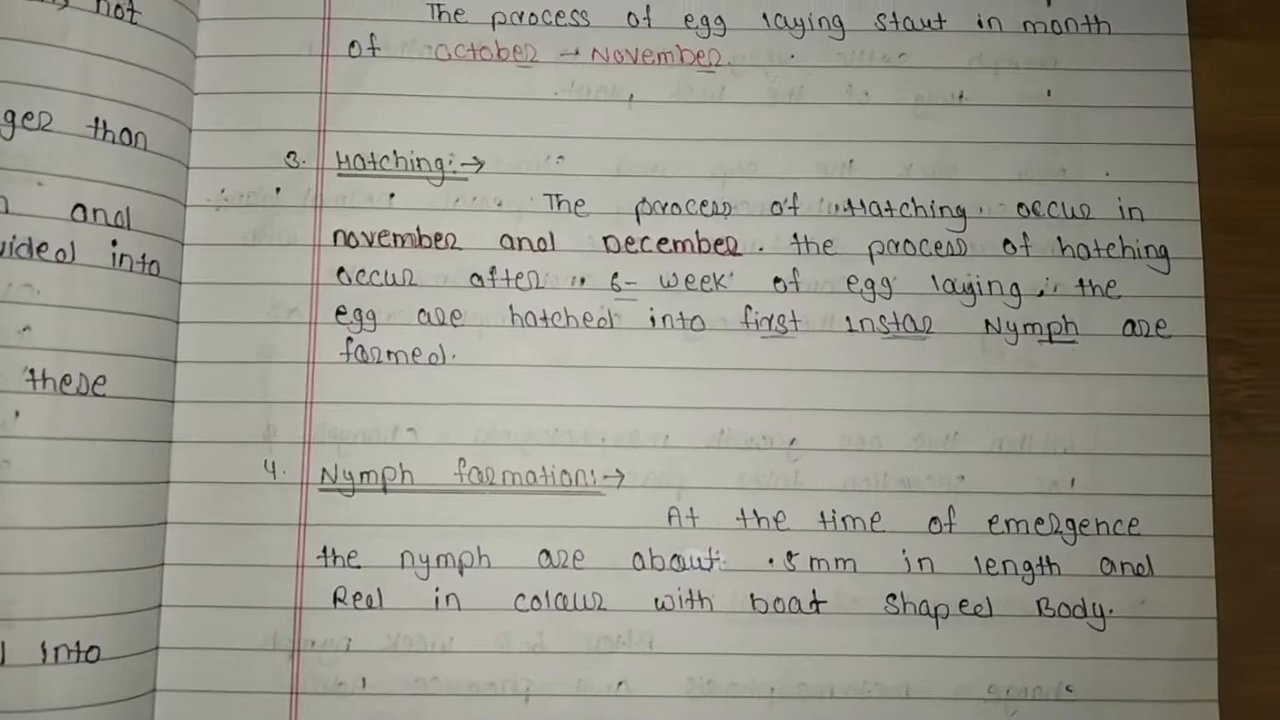 not
ger than
and
vided into
these
into
The process of egg laying start in month
of october → November.
3. Hatching:→
The process of Hatching occur in
november and December. the process of hatching
occur after 6- week of egg laying. the
egg are hatched into first instar Nymph are
formed.
4. Nymph formation:→
At the time of emergence
the nymph are about .5 mm in length and
Red in colour with boat shaped Body.